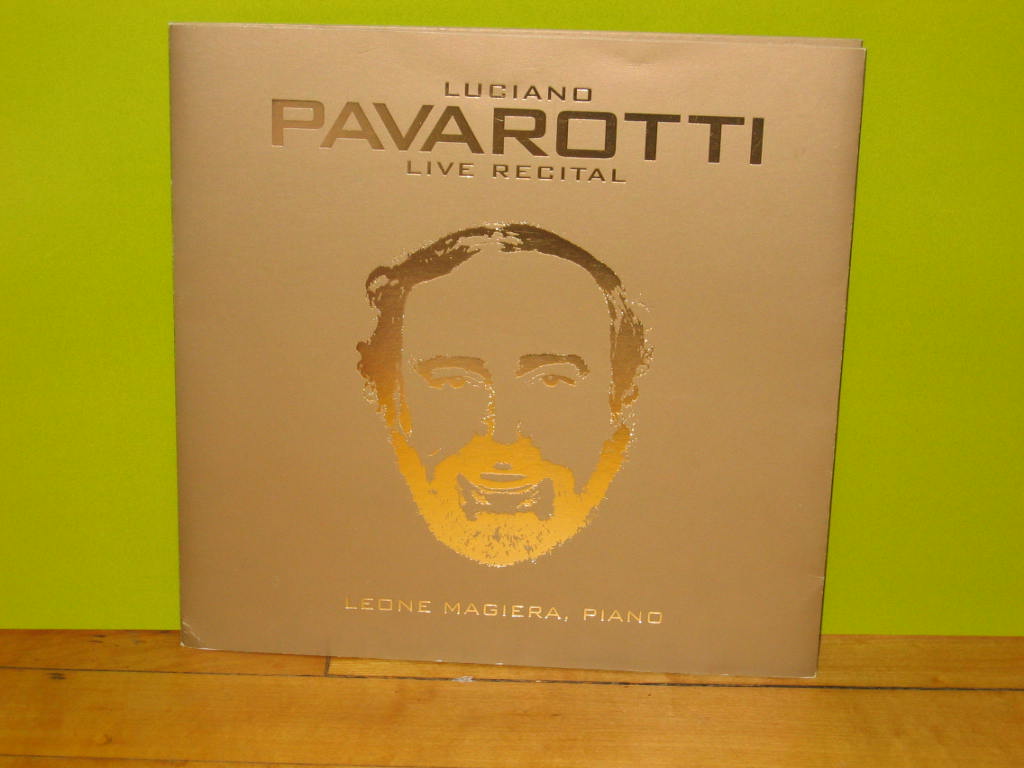 LUCIANO
PAVAROTTI
LIVE RECITAL
LEONE MAGIERA, PIANO